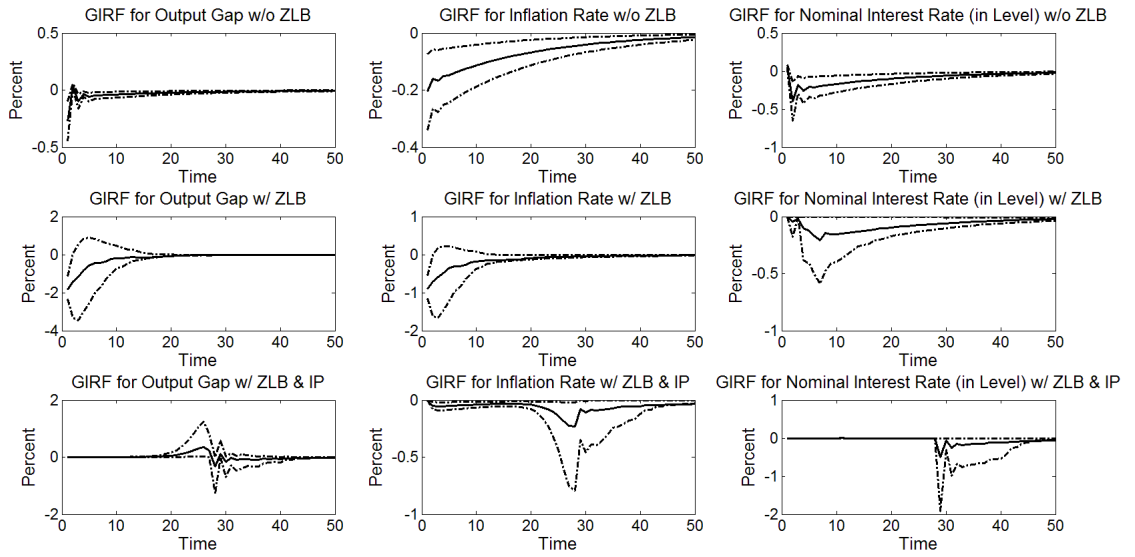 GIRF for Output Gap w/o ZLB
GIRF for Inflation Rate w/o ZLB
GIRF for Nominal Interest Rate (in Level) w/o ZLB
0.5
0
-0.5
Percent
0 10 20 30 40 50
Time
0
-0.2
-0.4
Percent
0 10 20 30 40 50
Time
0.5
0
-0.5
-1
Percent
0 10 20 30 40 50
Time
GIRF for Output Gap w/ ZLB
GIRF for Inflation Rate w/ ZLB
GIRF for Nominal Interest Rate (in Level) w/ ZLB
2
0
-2
-4
Percent
0 10 20 30 40 50
Time
1
0
-1
-2
Percent
0 10 20 30 40 50
Time
0
-0.5
-1
Percent
0 10 20 30 40 50
Time
GIRF for Output Gap w/ ZLB & IP
GIRF for Inflation Rate w/ ZLB & IP
GIRF for Nominal Interest Rate (in Level) w/ ZLB & IP
2
0
-2
Percent
0 10 20 30 40 50
Time
0
-0.5
-1
Percent
0 10 20 30 40 50
Time
1
0
-1
-2
Percent
0 10 20 30 40 50
Time